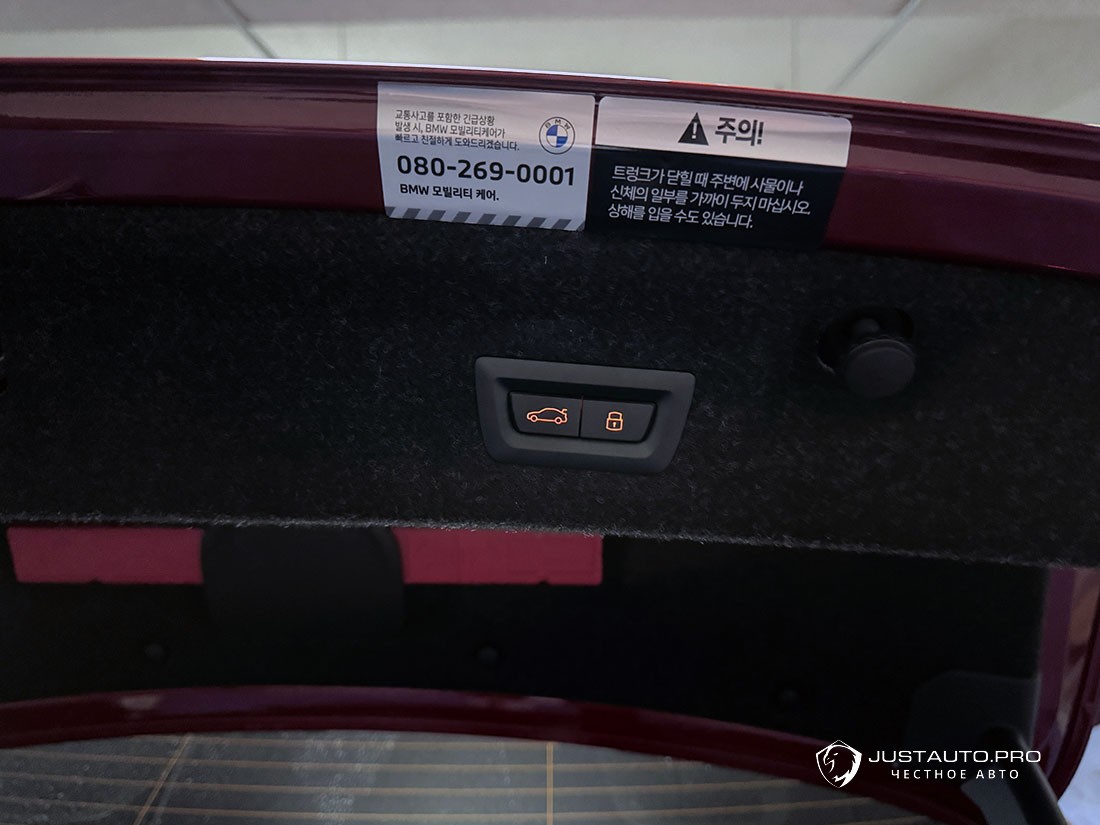 교통사고를 포함한 긴급상황
발생 시, BMW 모빌리티케어가
빠르고 친절하게 도와드리겠습니다.
080-269-0001
BMW 모빌리티 케어.
BMW
주의!
트렁크가 닫힐 때 주변에 사물이나
신체의 일부를 가까이 두지 마십시오.
상해를 입을 수도 있습니다.
JUSTAUTO.PRO
ЧЕСТНОЕ АВТО